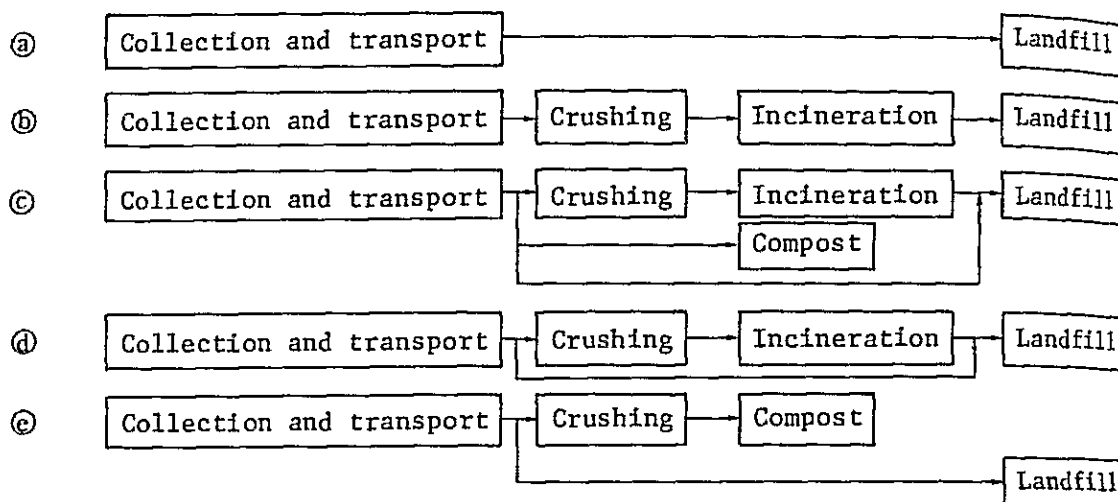 ⓐ Collection and transport Landfill
ⓑ Collection and transport Crushing Incineration Landfill
ⓒ Collection and transport Crushing Incineration Landfill
Compost
ⓓ Collection and transport Crushing Incineration Landfill
ⓔ Collection and transport Crushing Compost
Landfill